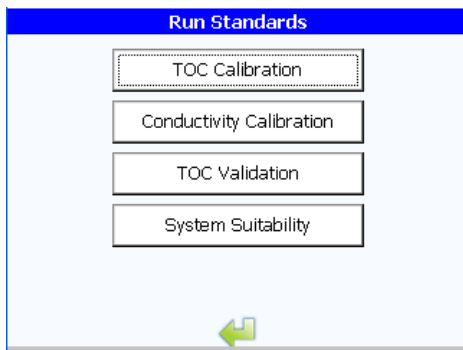 Run Standards
TOC Calibration
Conductivity Calibration
TOC Validation
System Suitability